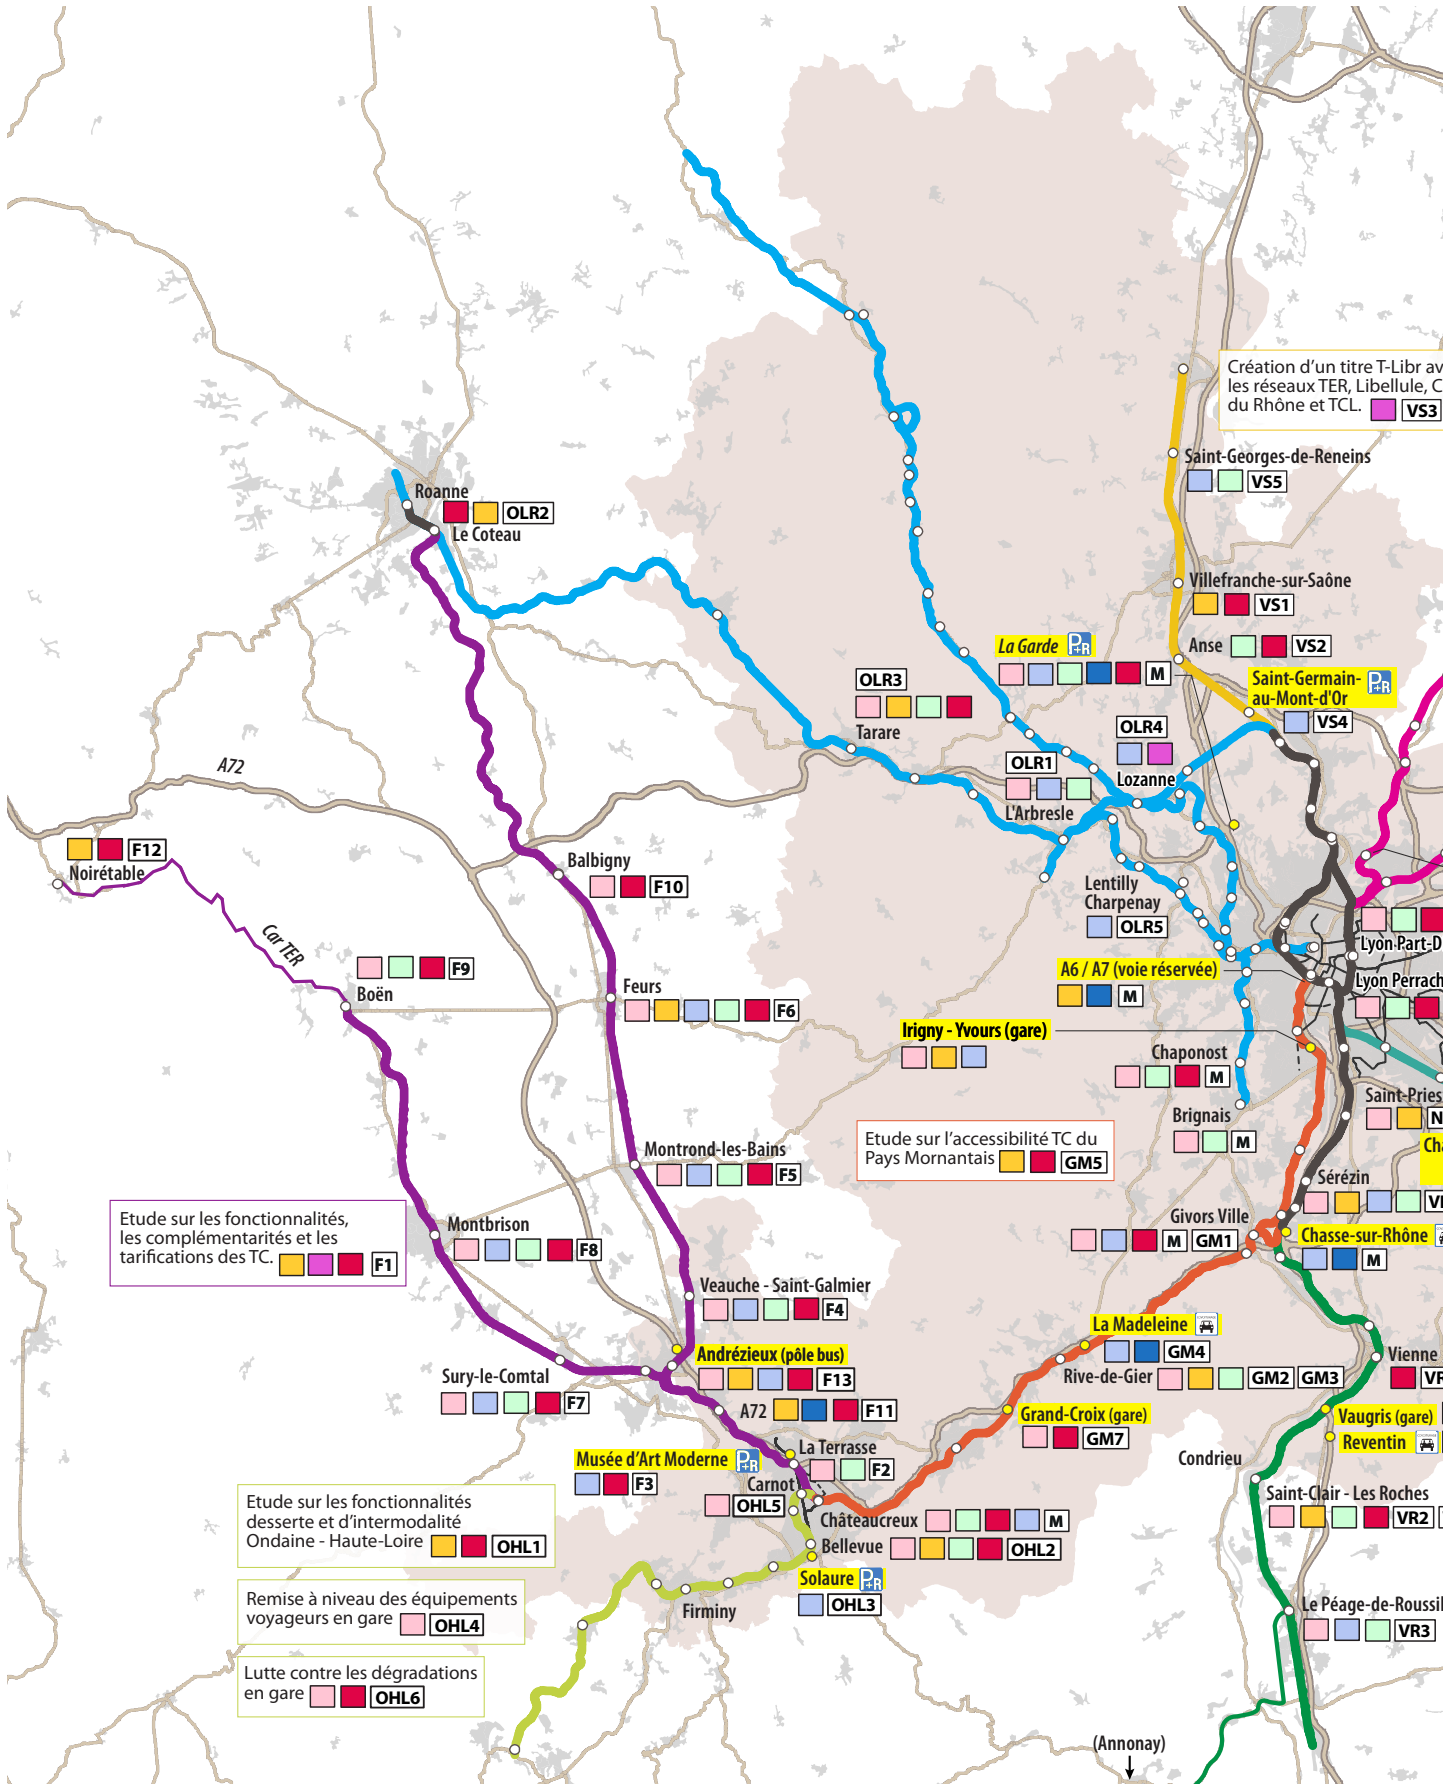 Création d'un titre T-Libr av
les réseaux TER, Libellule, C
du Rhône et TCL. VS3
Saint-Georges-de-Reneins
VS5
Roanne
OLR2
Le Coteau
Villefranche-sur-Saône
VS1
La Garde P+R
M
Anse VS2
Saint-Germain-
au-Mont-d'Or P+R
VS4
OLR3
Tarare
OLR4
Lozanne
OLR1
L'Arbresle
A72
F12
Noirétable
Balbigny
F10
Lentilly
Charpenay
OLR5
Car TER
F9
Boën
Lyon Part-D
A6 / A7 (voie réservée)
M
Lyon Perrach
Feurs
F6
Irigny - Yvours (gare)
Chaponost
M
Saint-Pries
N
Brignais
M
Etude sur l'accessibilité TC du
Pays Mornantais GM5
Cha
Montrond-les-Bains
F5
Sérézin
VI
Etude sur les fonctionnalités,
les complémentarités et les
tarifications des TC. F1
Montbrison
F8
Givors Ville
M GM1
Chasse-sur-Rhône
M
Veauche - Saint-Galmier
F4
La Madeleine
GM4
Andrézieux (pôle bus)
F13
Vienne
VR
Rive-de-Gier GM2 GM3
Sury-le-Comtal
F7
A72 F11
Grand-Croix (gare)
GM7
Vaugris (gare)
Reventin
La Terrasse
F2
Musée d'Art Moderne P+R
F3
Condrieu
Carnot
OHL5
Saint-Clair - Les Roches
VR2
Etude sur les fonctionnalités
desserte et d'intermodalité
Ondaine - Haute-Loire OHL1
Châteaucreux M
Bellevue OHL2
Solaure P+R
OHL3
Remise à niveau des équipements
voyageurs en gare OHL4
Firminy
Le Péage-de-Roussil
VR3
Lutte contre les dégradations
en gare OHL6
(Annonay)